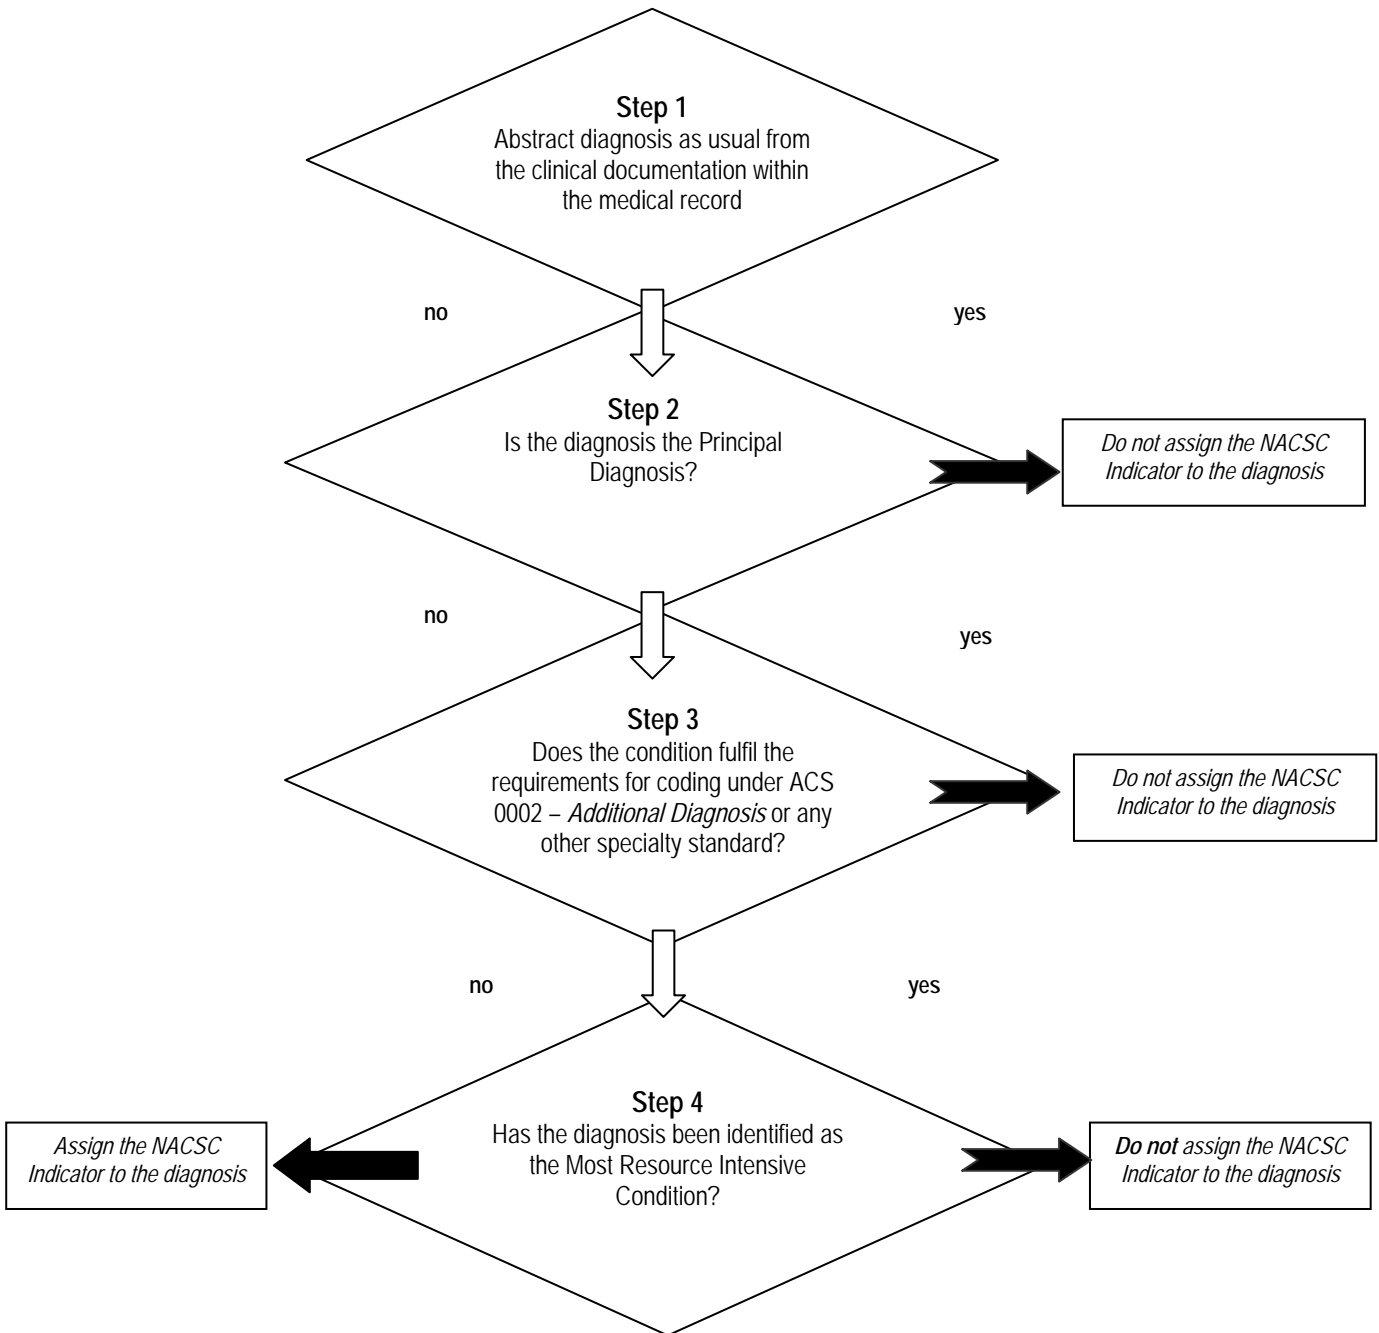 Step 1
Abstract diagnosis as usual from
the clinical documentation within
the medical record
no
yes
Step 2
Is the diagnosis the Principal
Diagnosis?
Do not assign the NACSC
Indicator to the diagnosis
no
yes
Step 3
Does the condition fulfil the
requirements for coding under ACS
0002 – Additional Diagnosis or any
other specialty standard?
Do not assign the NACSC
Indicator to the diagnosis
no
yes
Step 4
Has the diagnosis been identified as
the Most Resource Intensive
Condition?
Assign the NACSC
Indicator to the diagnosis
Do not assign the NACSC
Indicator to the diagnosis